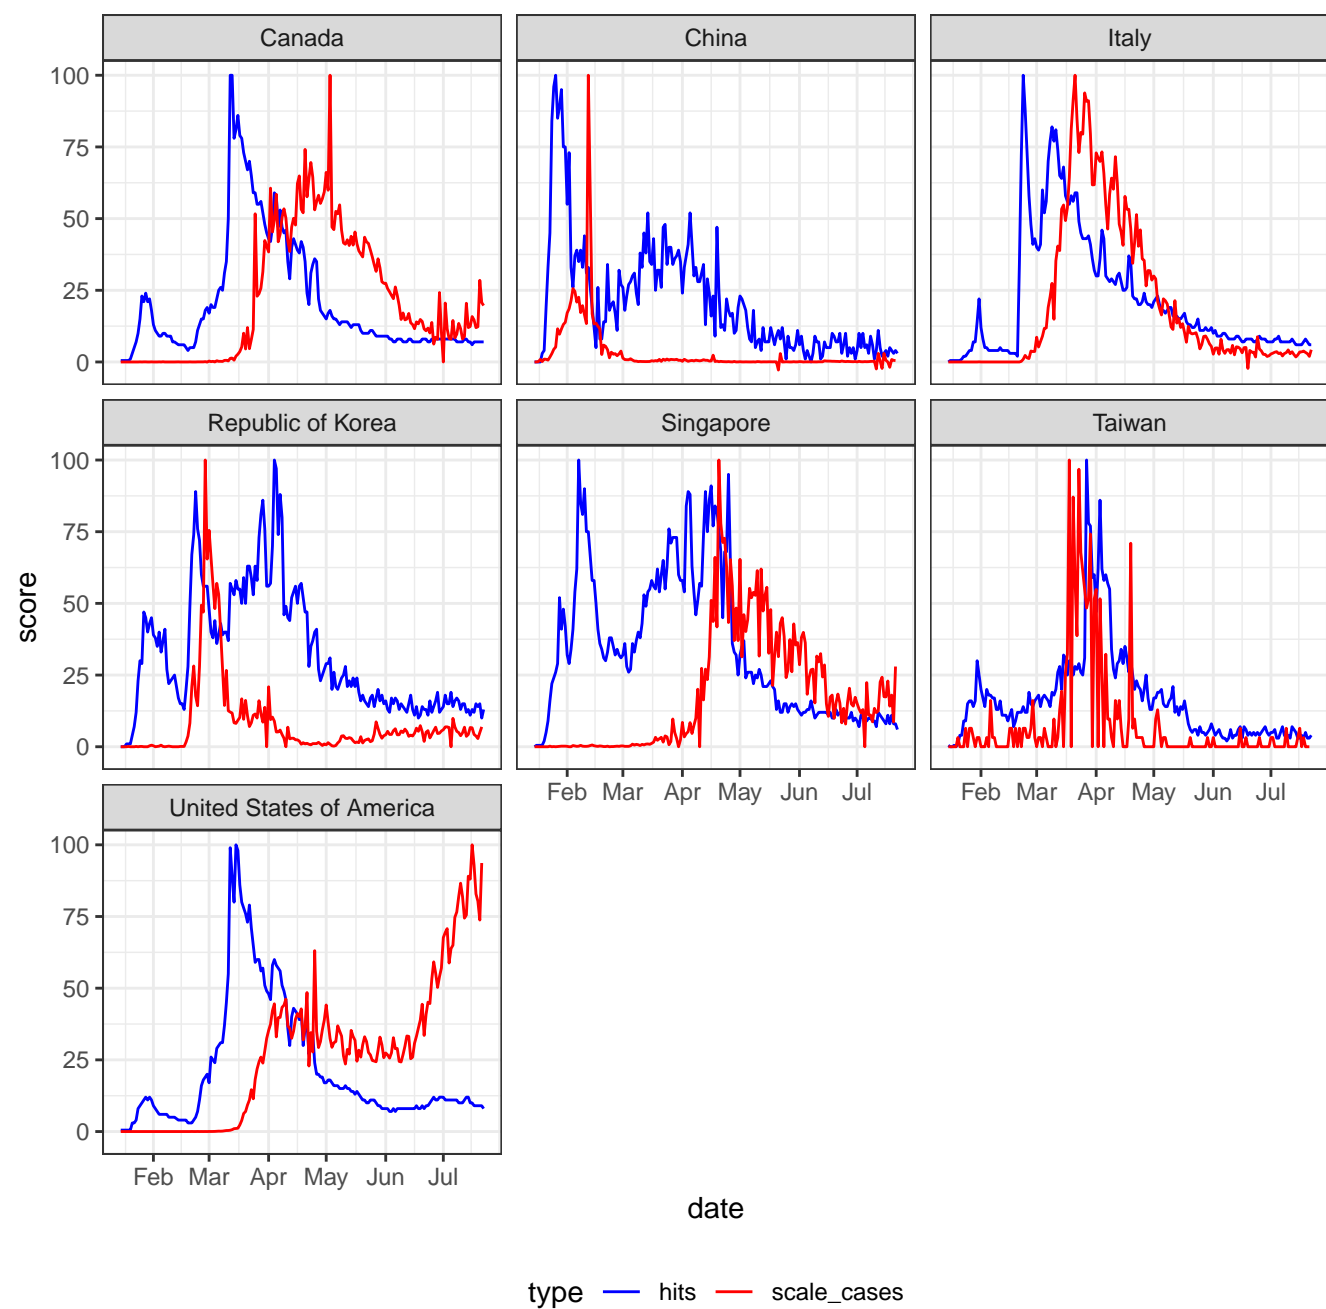 Canada
China
Italy
100
75
50
25
0
Republic of Korea
Singapore
Taiwan
100
75
50
25
0
score
Feb Mar Apr May Jun Jul
Feb Mar Apr May Jun Jul
United States of America
100
75
50
25
0
Feb Mar Apr May Jun Jul
date
type hits scale_cases